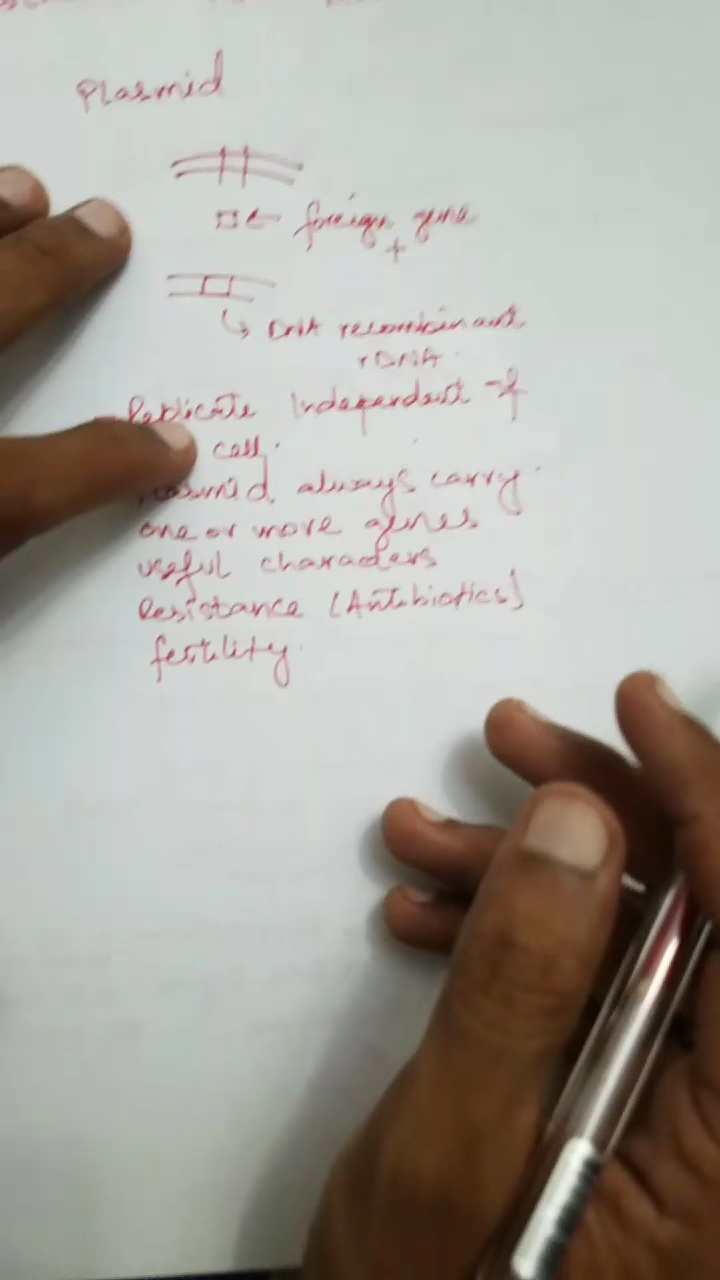 Plasmid
foreign gene
+
DNA recombinant
rDNA
Replicate Independent of
cell.
always carry
one or more genes
useful characters
Resistance (Antibiotics)
fertility